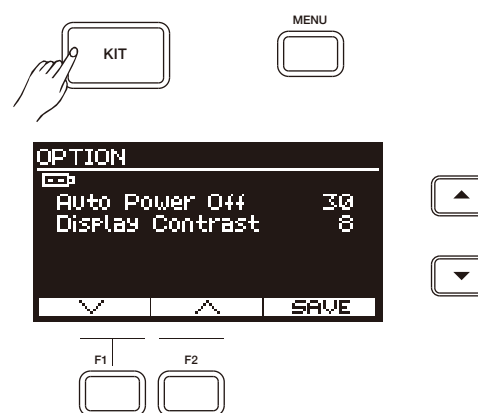 MENU
KIT
OPTION
Auto Power Off 30
Display Contrast 8
SAVE
F1 F2